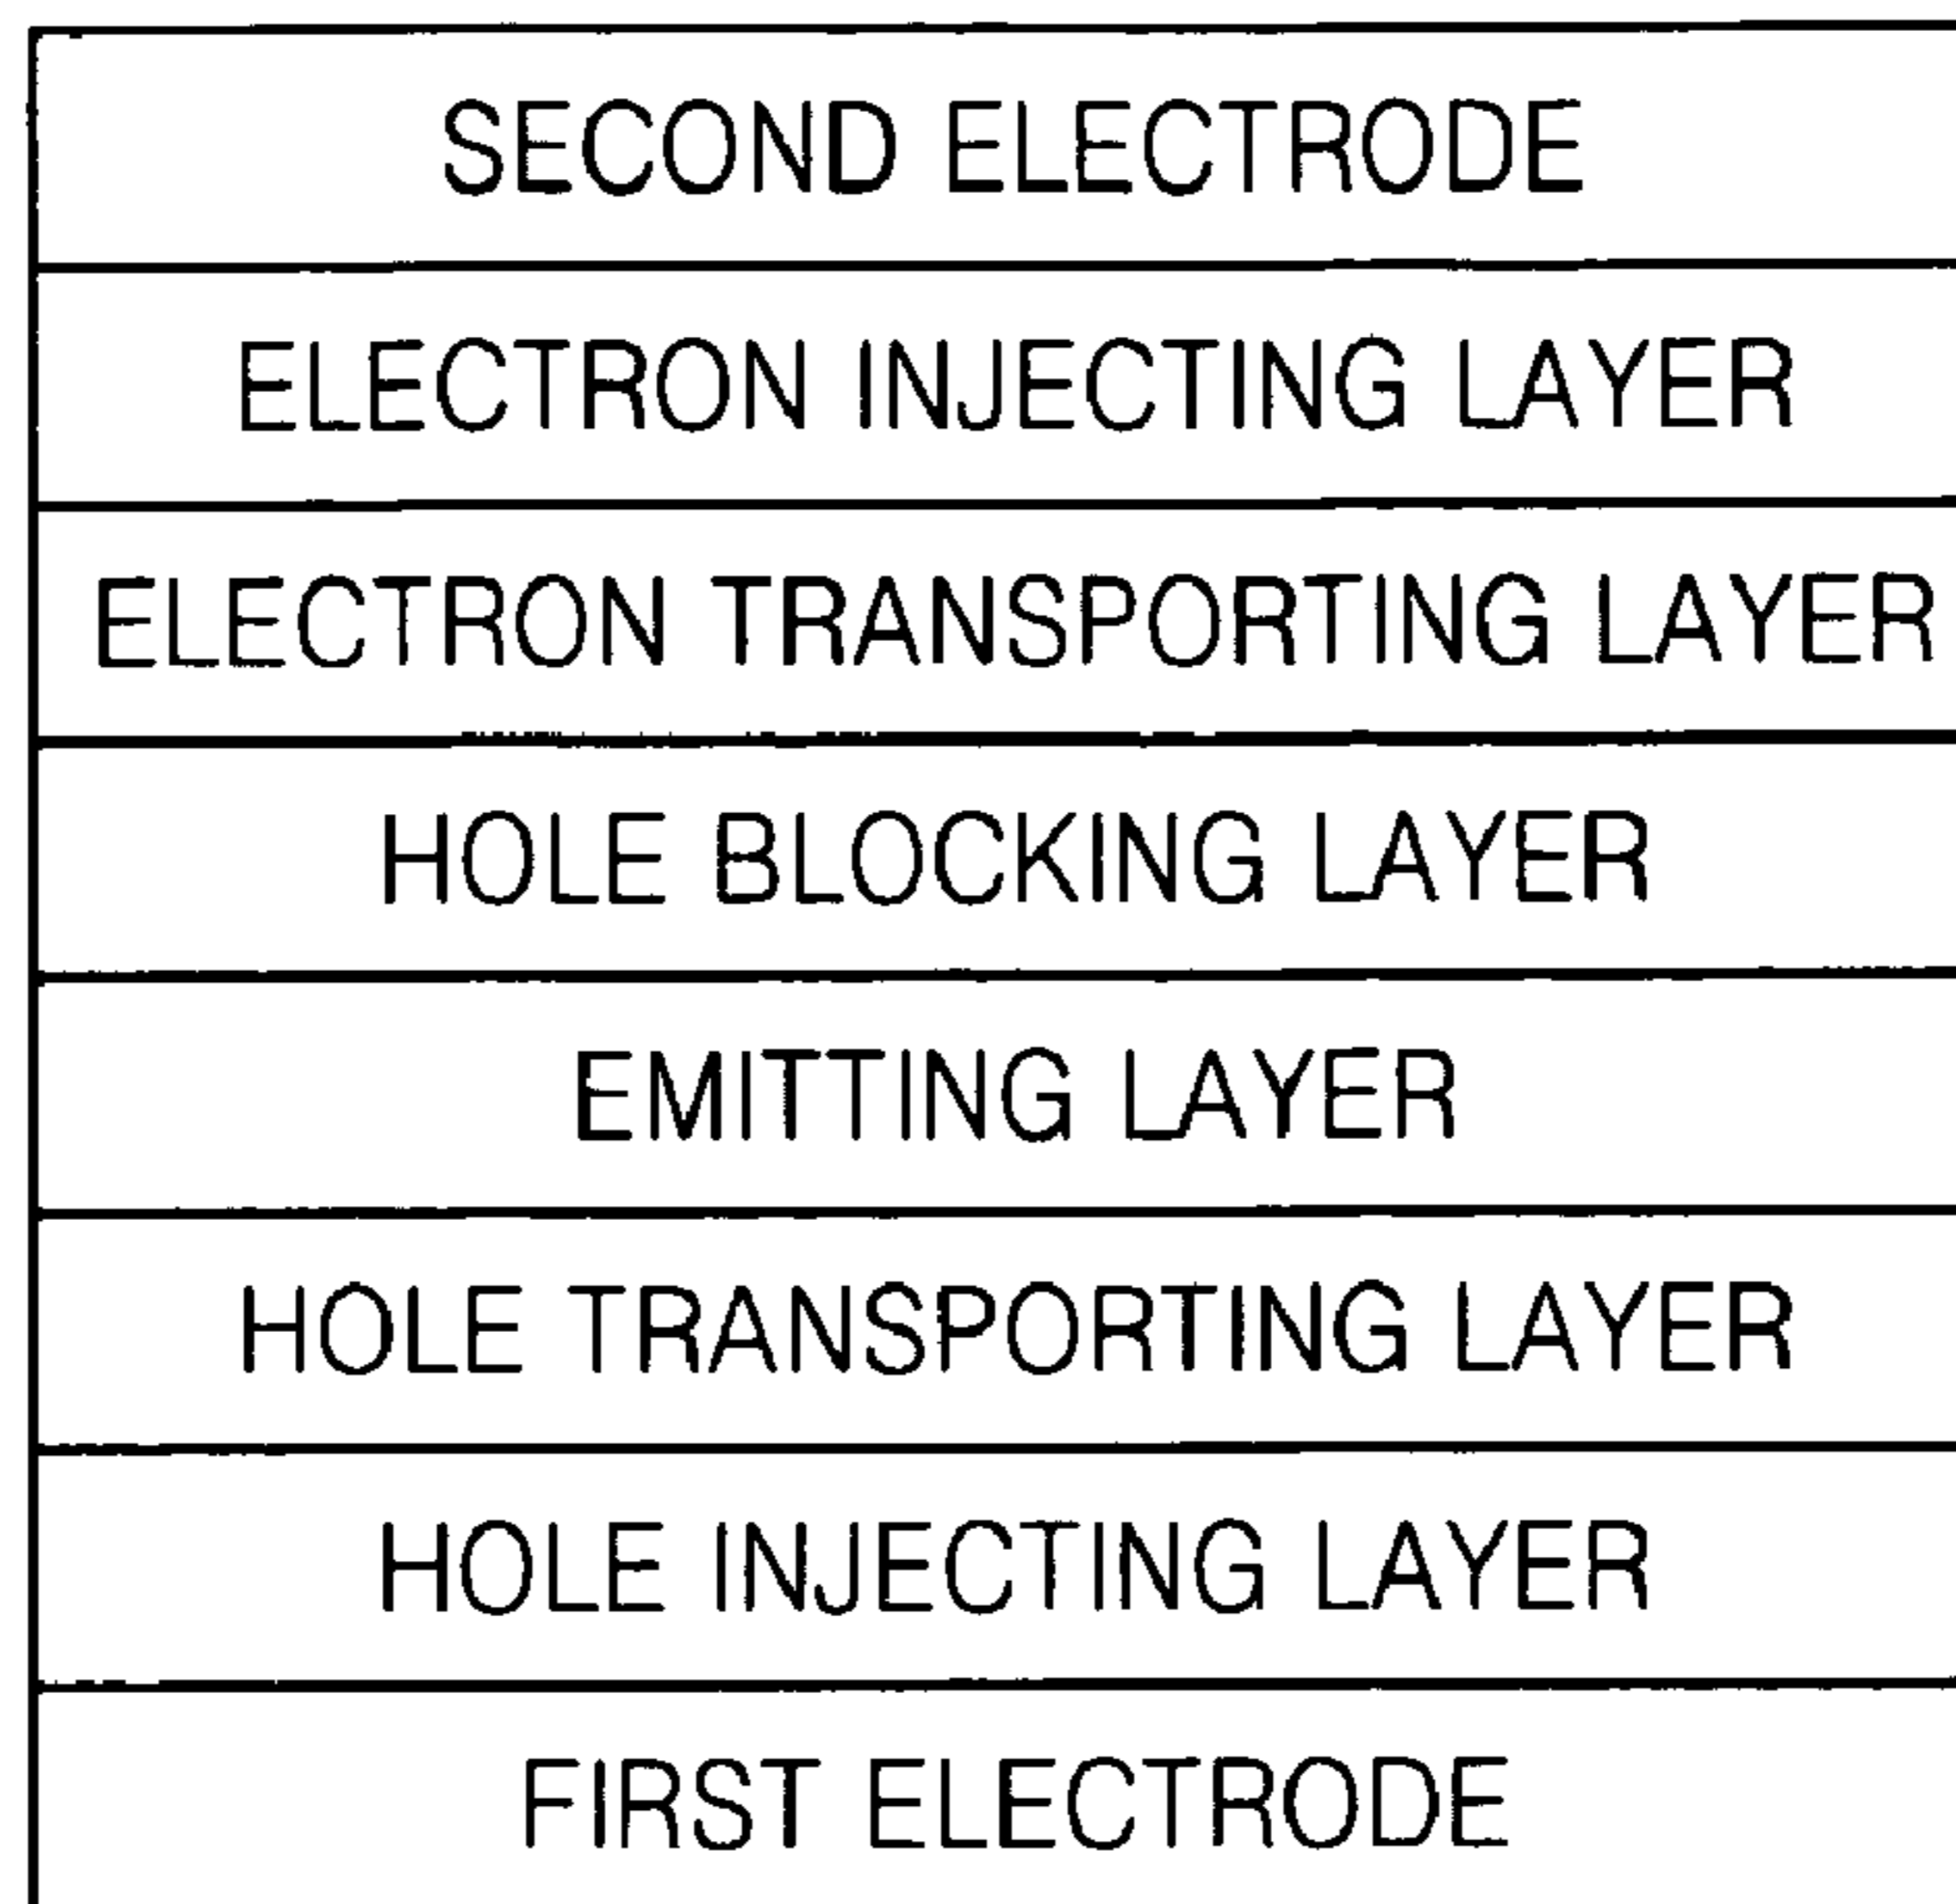 SECOND ELECTRODE
ELECTRON INJECTING LAYER
ELECTRON TRANSPORTING LAYER
HOLE BLOCKING LAYER
EMITTING LAYER
HOLE TRANSPORTING LAYER
HOLE INJECTING LAYER
FIRST ELECTRODE